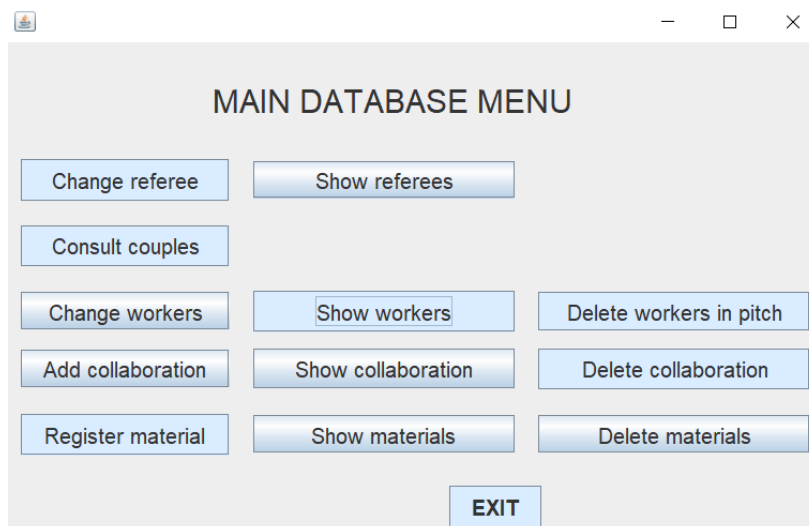 MAIN DATABASE MENU
Change referee Show referees
Consult couples
Change workers Show workers Delete workers in pitch
Add collaboration Show collaboration Delete collaboration
Register material Show materials Delete materials
EXIT